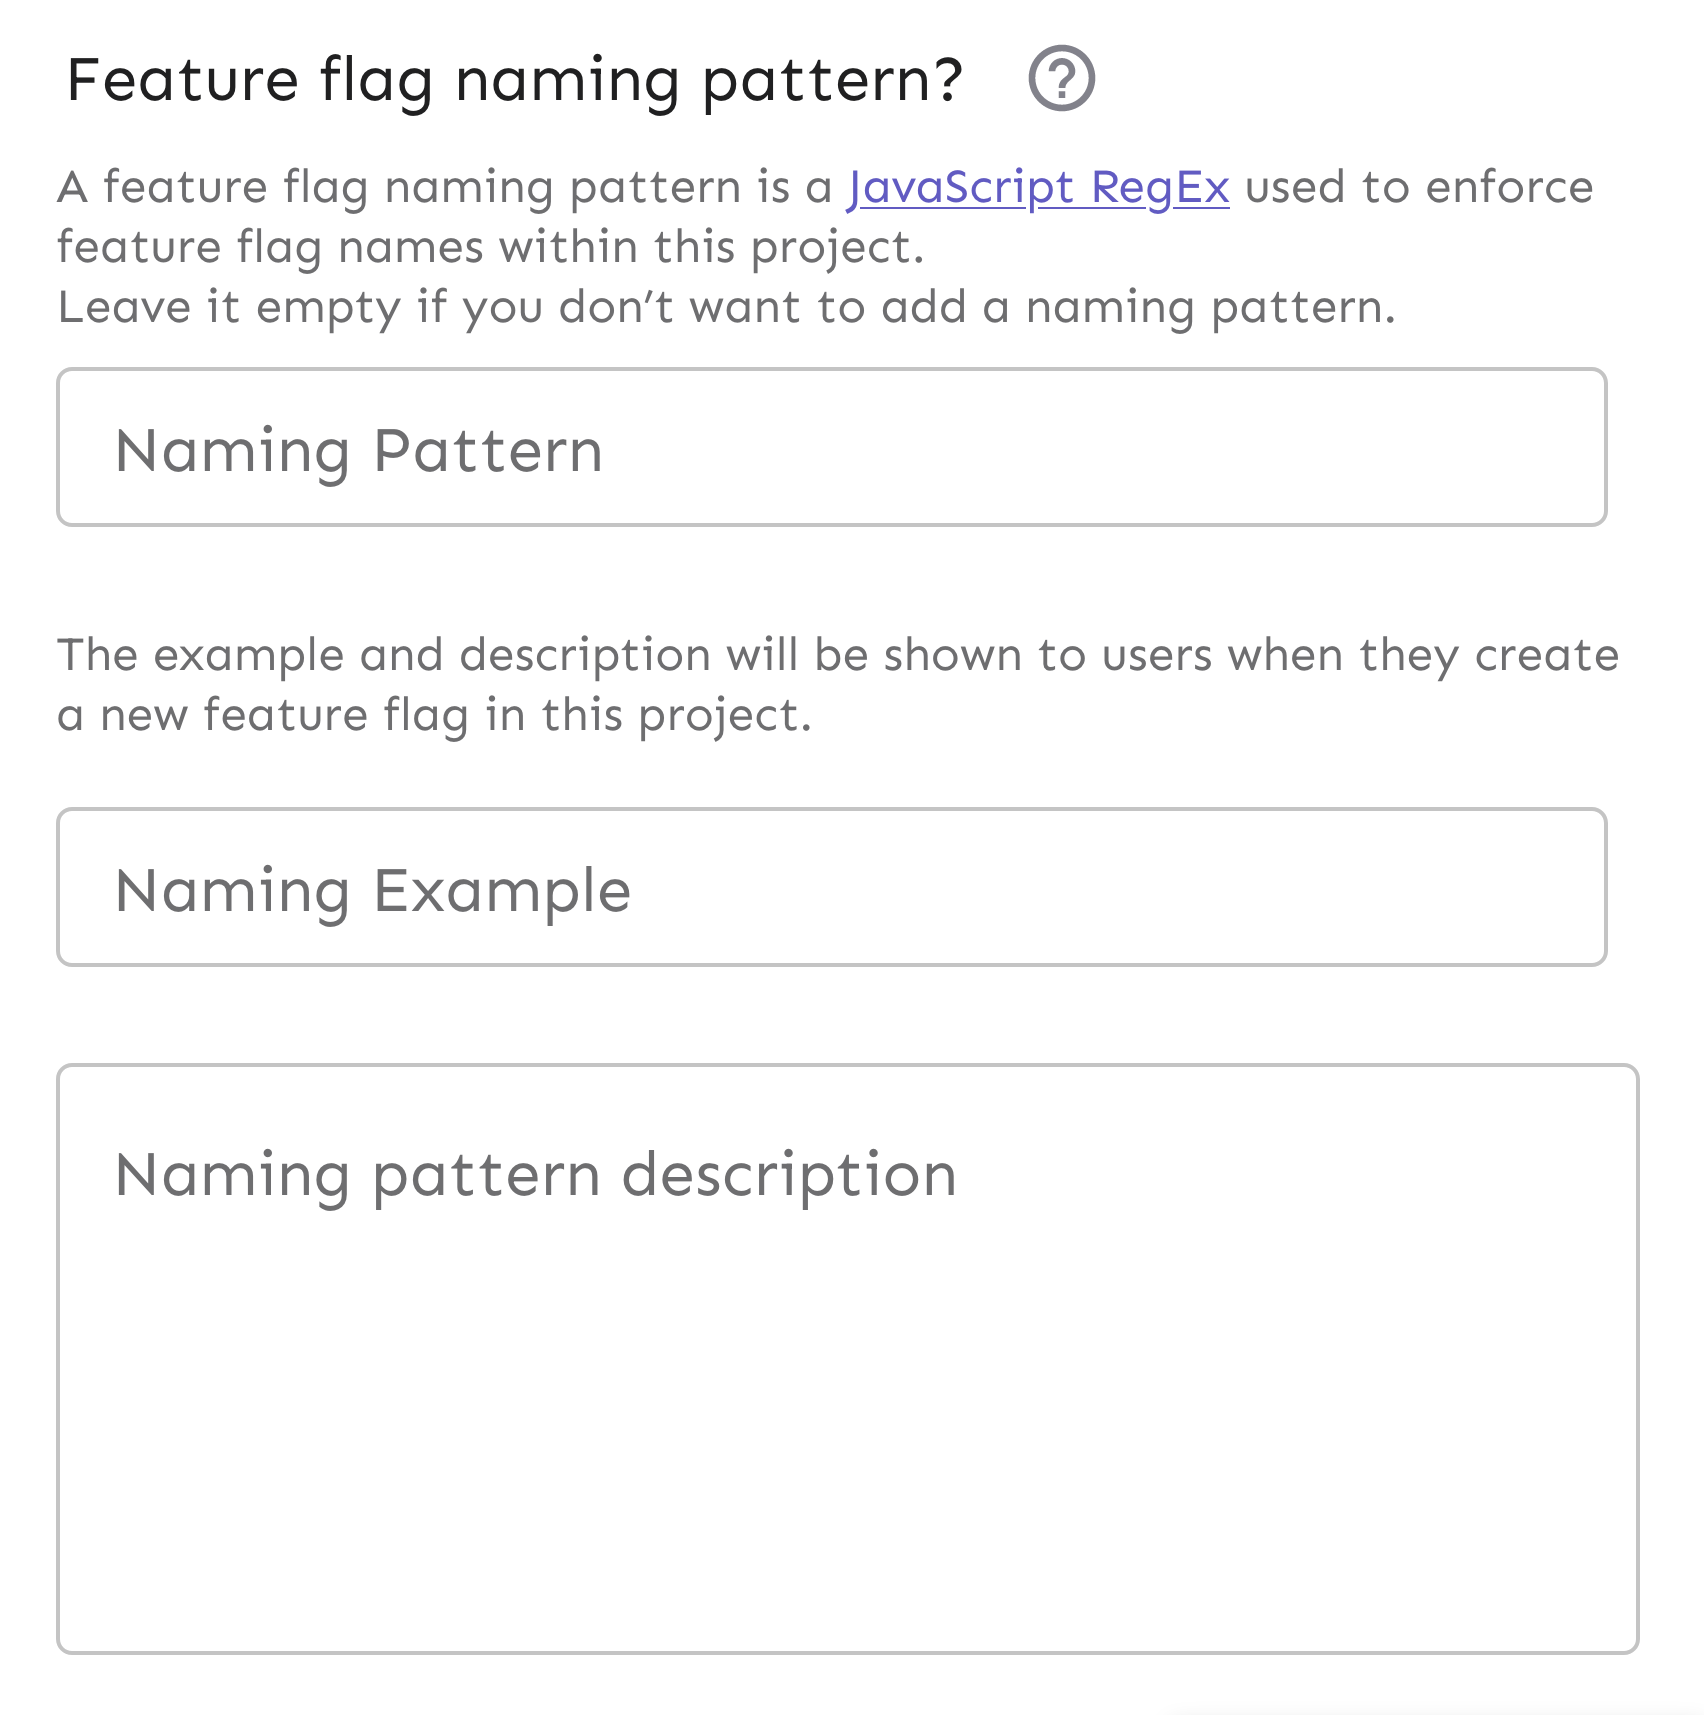 Feature flag naming pattern?
A feature flag naming pattern is a JavaScript RegEx used to enforce
feature flag names within this project.
Leave it empty if you don’t want to add a naming pattern.
Naming Pattern
The example and description will be shown to users when they create
a new feature flag in this project.
Naming Example
Naming pattern description